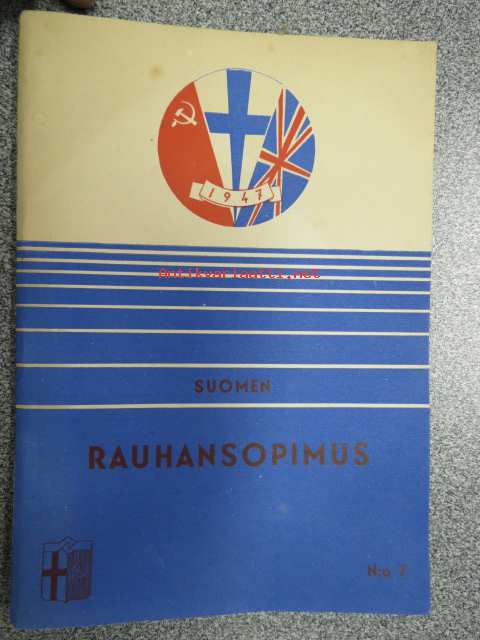 1947
Antikvariaatti.net
SUOMEN
RAUHANSOPIMUS
N:o 7